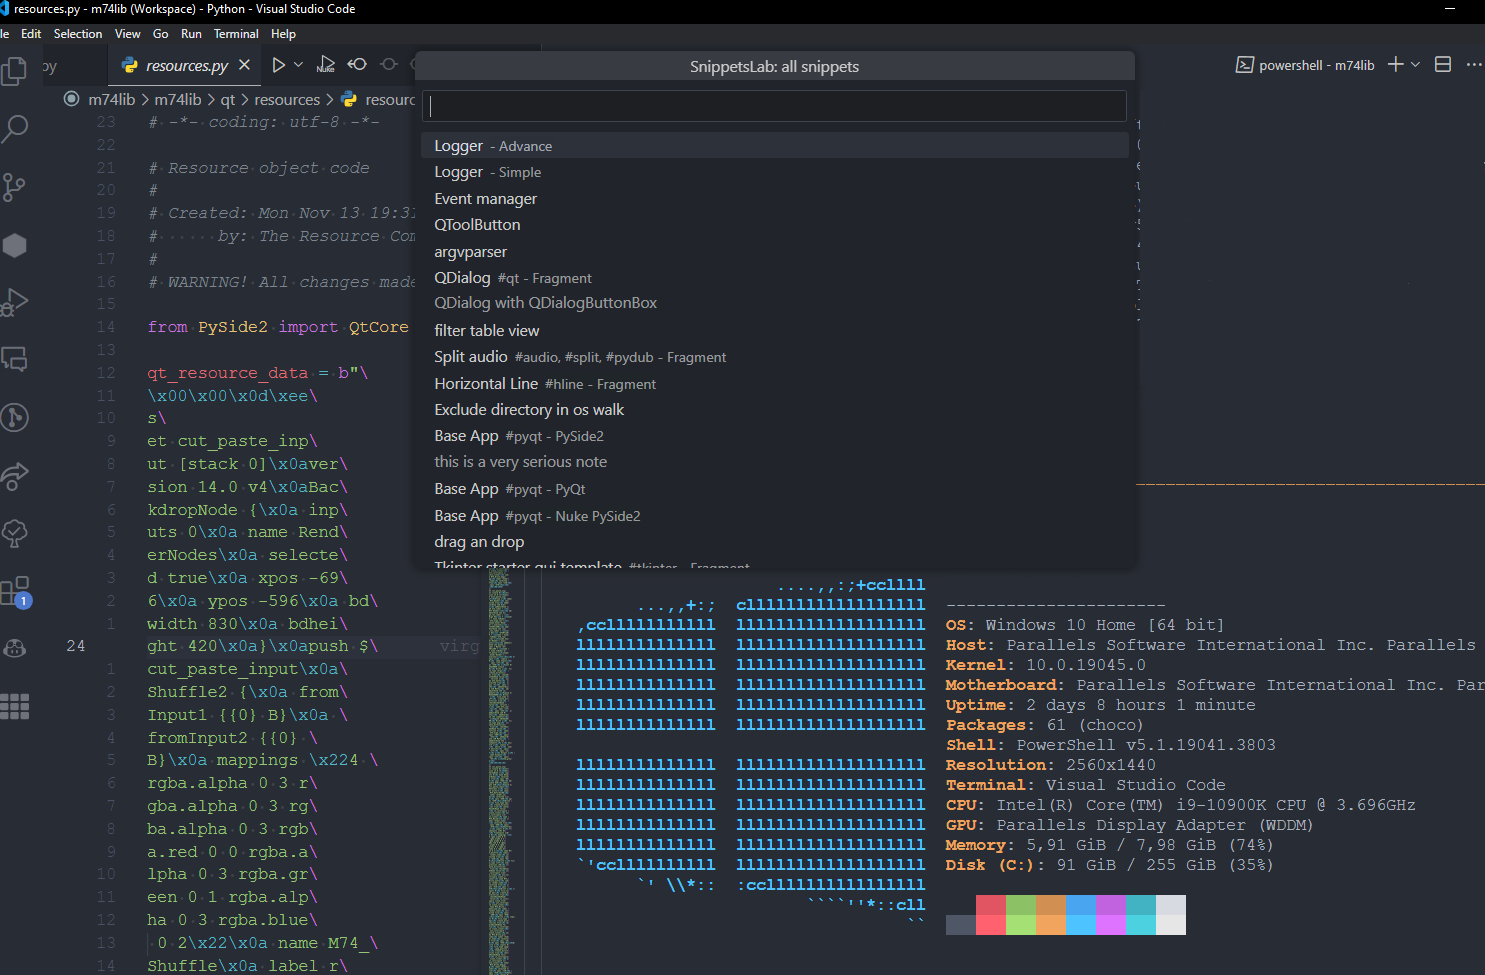 resources.py - m74lib (Workspace) - Python - Visual Studio Code
le Edit Selection View Go Run Terminal Help
py
resources.py
Nuke
m74lib > m74lib > qt > resources > resourc
SnippetsLab: all snippets
powershell - m74lib
Logger - Advance
Logger - Simple
Event manager
QToolButton
argvparser
QDialog #qt - Fragment
QDialog with QDialogButtonBox
filter table view
Split audio #audio, #split, #pydub - Fragment
Horizontal Line #hline - Fragment
Exclude directory in os walk
Base App #pyqt - PySide2
this is a very serious note
Base App #pyqt - PyQt
Base App #pyqt - Nuke PySide2
drag an drop
Tkinter starter gui template #tkinter - Fragment
23 # -*- coding: utf-8 -*-
22
21 # Resource object code
20 #
19 # Created: Mon Nov 13 19:31
18 #      by: The Resource Com
17 #
16 # WARNING! All changes made
15
14 from PySide2 import QtCore
13
12 qt_resource_data = b"\
11 \x00\x00\x0d\xee\
10 s\
9 et cut_paste_inp\
8 ut [stack 0]\x0aver\
7 sion 14.0 v4\x0aBac\
6 kdropNode {\x0a inp\
5 uts 0\x0a name Rend\
4 erNodes\x0a selecte\
3 d true\x0a xpos -69\
2 6\x0a ypos -596\x0a bd\
1 width 830\x0a bdhei\
24 ght 420\x0a}\x0apush $\ virg
1 cut_paste_input\x0a\
2 Shuffle2 {\x0a from\
3 Input1 {{0} B}\x0a \
4 fromInput2 {{0} \
5 B}\x0a mappings \x224 \
6 rgba.alpha 0 3 r\
7 gba.alpha 0 3 rg\
8 ba.alpha 0 3 rgb\
9 a.red 0 0 rgba.a\
10 lpha 0 3 rgba.gr\
11 een 0 1 rgba.alp\
12 ha 0 3 rgba.blue\
13  0 2\x22\x0a name M74_\
14 Shuffle\x0a label r\
1
....,,:;+ccllll
...,,+:;  cllllllllllllllllll
,ccllllllllllll  lllllllllllllllllll
llllllllllllll  lllllllllllllllllll
llllllllllllll  lllllllllllllllllll
llllllllllllll  lllllllllllllllllll
llllllllllllll  lllllllllllllllllll
llllllllllllll  lllllllllllllllllll
llllllllllllll  lllllllllllllllllll
llllllllllllll  lllllllllllllllllll
llllllllllllll  lllllllllllllllllll
llllllllllllll  lllllllllllllllllll
llllllllllllll  lllllllllllllllllll
`'ccllllllllll  lllllllllllllllllll
`' \\*::  :ccllllllllllllllll
````''*::cll
``
----------------------
OS: Windows 10 Home [64 bit]
Host: Parallels Software International Inc. Parallels
Kernel: 10.0.19045.0
Motherboard: Parallels Software International Inc. Par
Uptime: 2 days 8 hours 1 minute
Packages: 61 (choco)
Shell: PowerShell v5.1.19041.3803
Resolution: 2560x1440
Terminal: Visual Studio Code
CPU: Intel(R) Core(TM) i9-10900K CPU @ 3.696GHz
GPU: Parallels Display Adapter (WDDM)
Memory: 5,91 GiB / 7,98 GiB (74%)
Disk (C:): 91 GiB / 255 GiB (35%)